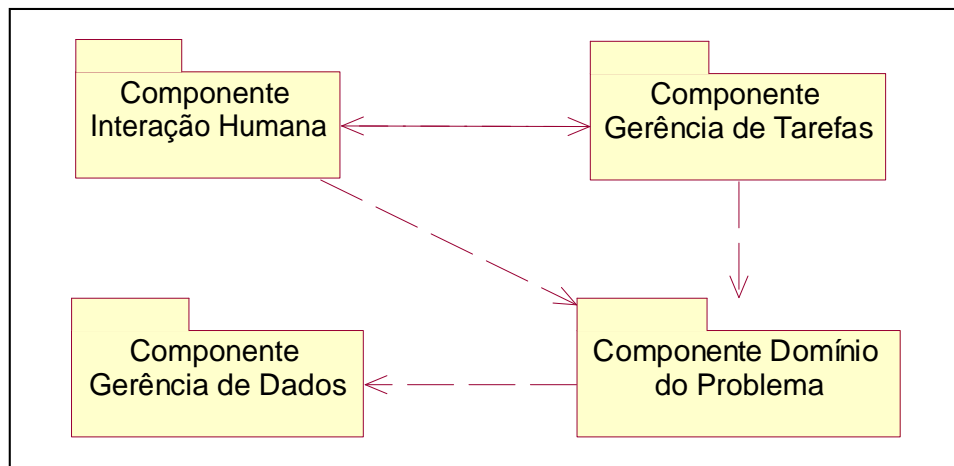 Componente
Interação Humana
Componente
Gerência de Tarefas
Componente
Gerência de Dados
Componente Domínio
do Problema